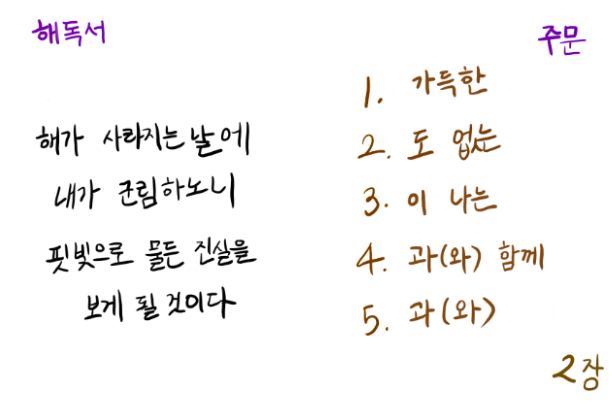 해독서
주문
해가 사라지는 날에
내가 군림하노니
핏빛으로 물든 진실을
보게 될 것이다
1. 가득한
2. 도 없는
3. 이 나는
4. 과(와) 함께
5. 과(와)
2장